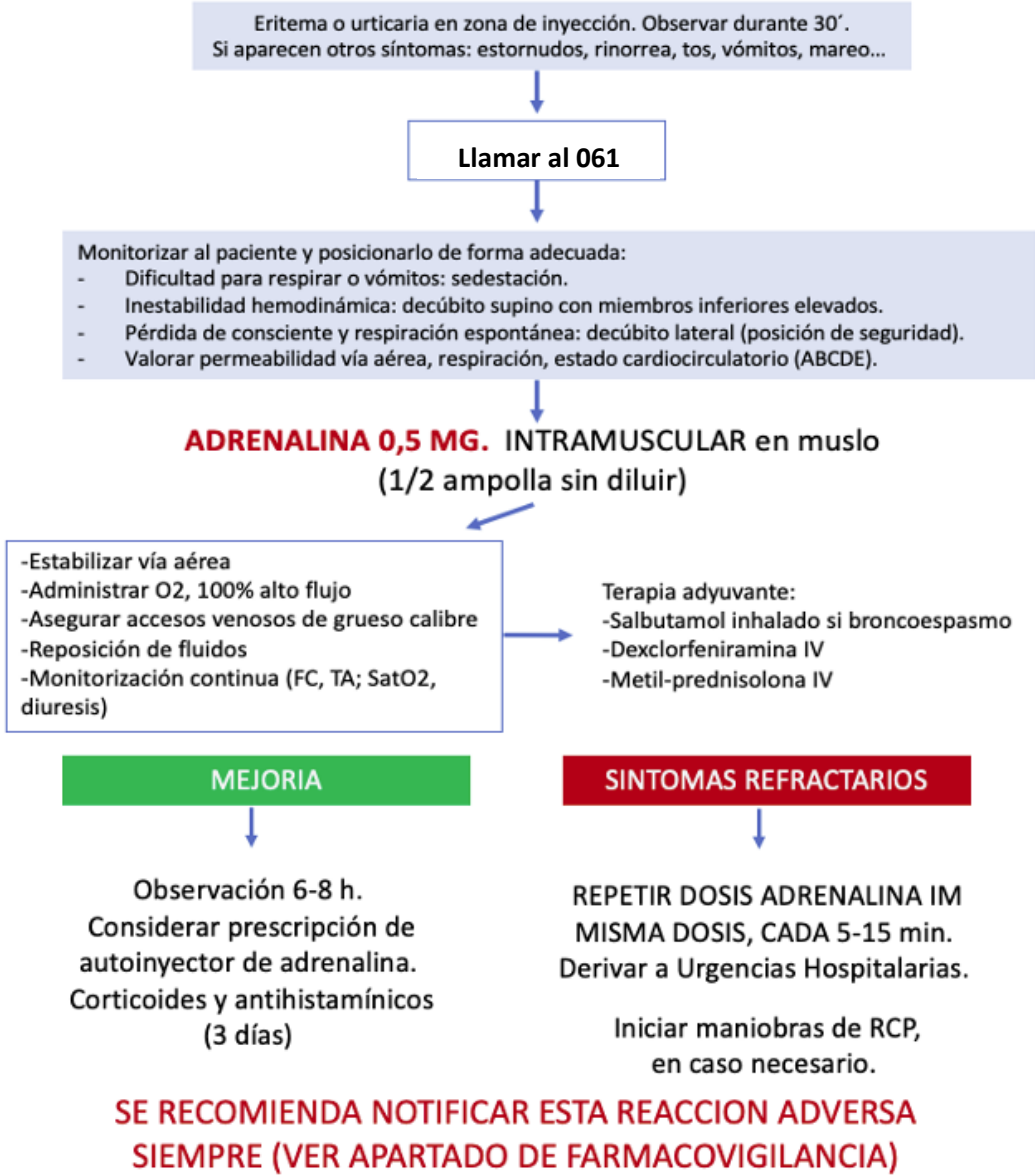 Eritema o urticaria en zona de inyección. Observar durante 30´.
Si aparecen otros síntomas: estornudos, rinorrea, tos, vómitos, mareo...
Llamar al 061
Monitorizar al paciente y posicionarlo de forma adecuada:
- Dificultad para respirar o vómitos: sedestación.
- Inestabilidad hemodinámica: decúbito supino con miembros inferiores elevados.
- Pérdida de consciente y respiración espontánea: decúbito lateral (posición de seguridad).
- Valorar permeabilidad vía aérea, respiración, estado cardiocirculatorio (ABCDE).
ADRENALINA 0,5 MG. INTRAMUSCULAR en muslo
(1/2 ampolla sin diluir)
-Estabilizar vía aérea
-Administrar O2, 100% alto flujo
-Asegurar accesos venosos de grueso calibre
-Reposición de fluidos
-Monitorización continua (FC, TA; SatO2,
diuresis)
Terapia adyuvante:
-Salbutamol inhalado si broncoespasmo
-Dexclorfeniramina IV
-Metil-prednisolona IV
MEJORIA
Observación 6-8 h.
Considerar prescripción de
autoinyector de adrenalina.
Corticoides y antihistamínicos
(3 días)
SINTOMAS REFRACTARIOS
REPETIR DOSIS ADRENALINA IM
MISMA DOSIS, CADA 5-15 min.
Derivar a Urgencias Hospitalarias.
Iniciar maniobras de RCP,
en caso necesario.
SE RECOMIENDA NOTIFICAR ESTA REACCION ADVERSA
SIEMPRE (VER APARTADO DE FARMACOVIGILANCIA)